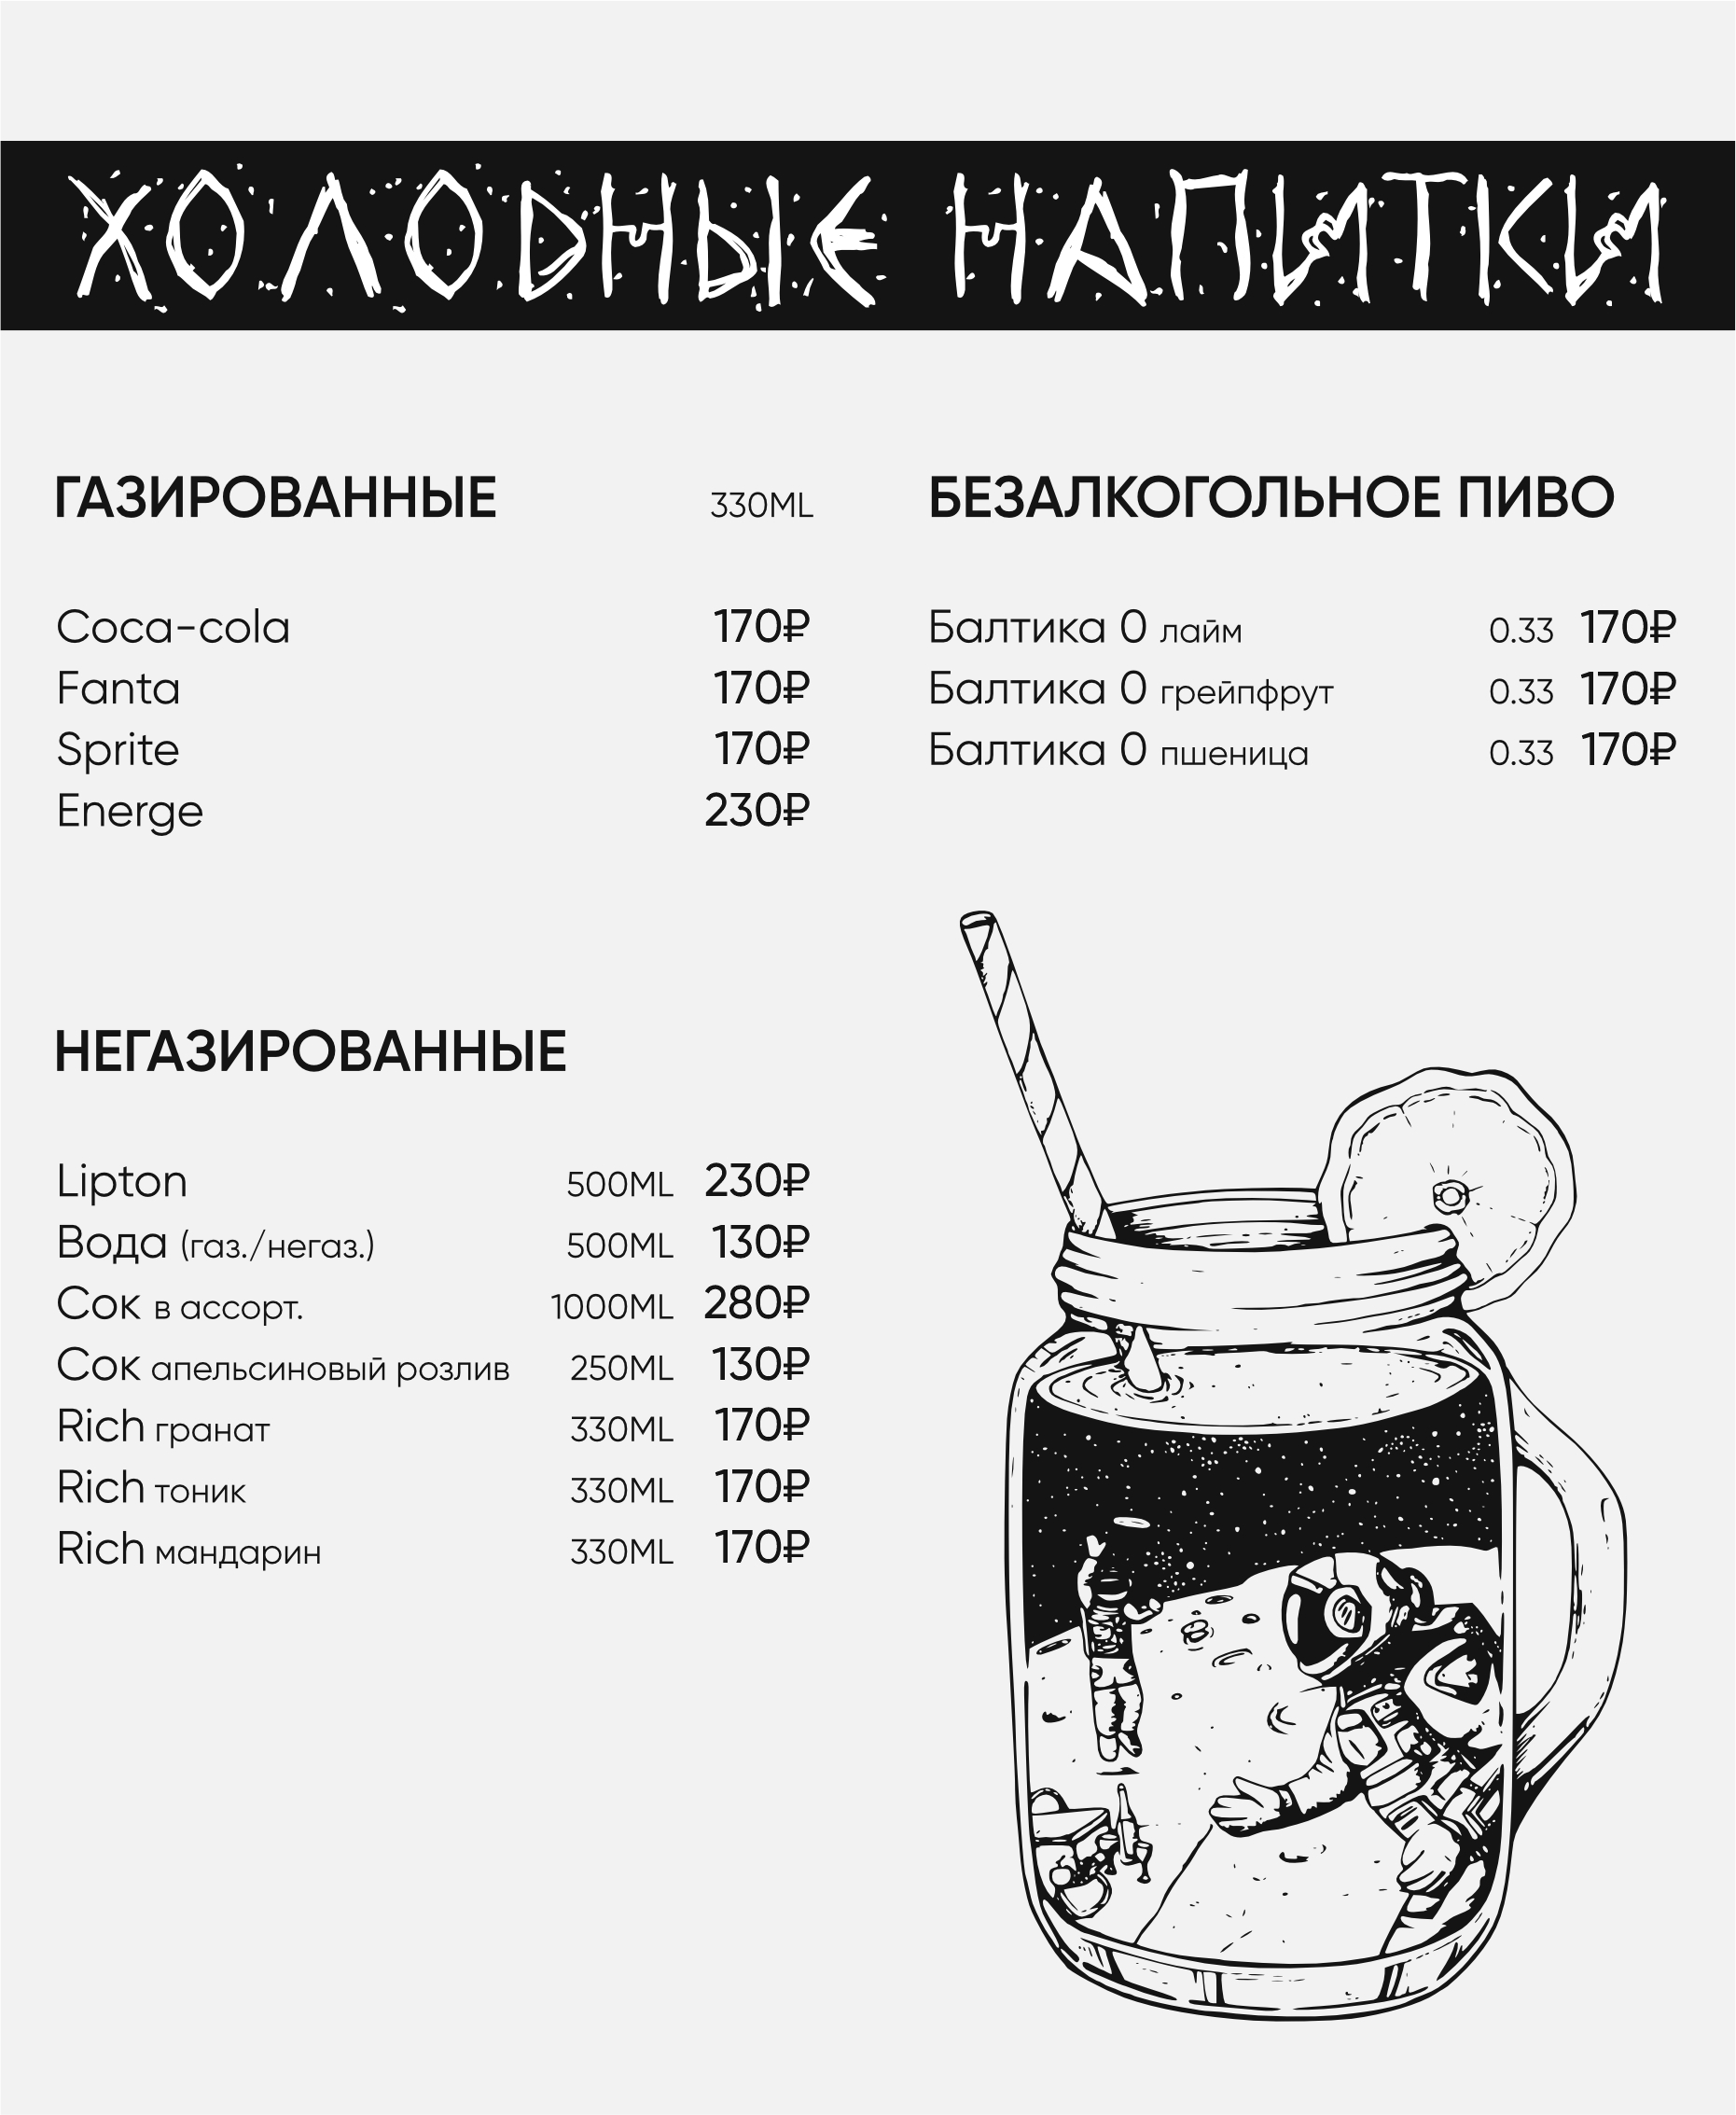 ХОЛОДНЫЕ НАПИТКИ
ГАЗИРОВАННЫЕ 330ML
Coca-cola 170₽
Fanta 170₽
Sprite 170₽
Energe 230₽
БЕЗАЛКОГОЛЬНОЕ ПИВО
Балтика 0 лайм 0.33 170₽
Балтика 0 грейпфрут 0.33 170₽
Балтика 0 пшеница 0.33 170₽
НЕГАЗИРОВАННЫЕ
Lipton 500ML 230₽
Вода (газ./негаз.) 500ML 130₽
Сок в ассорт. 1000ML 280₽
Сок апельсиновый розлив 250ML 130₽
Rich гранат 330ML 170₽
Rich тоник 330ML 170₽
Rich мандарин 330ML 170₽